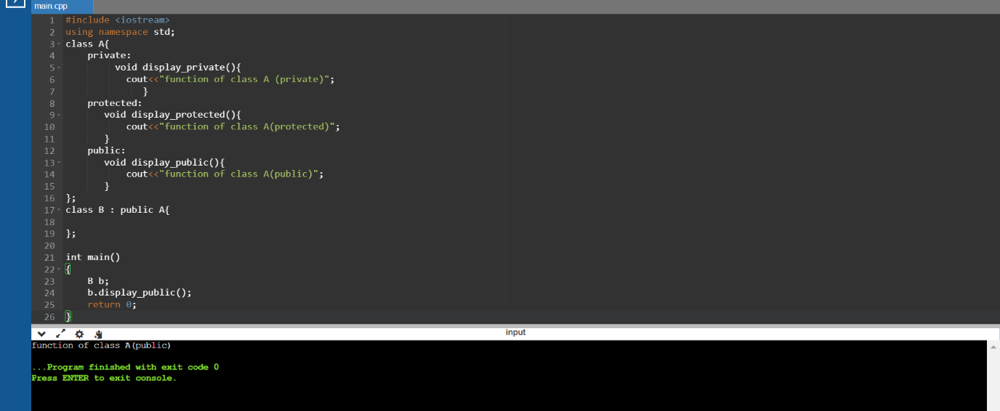 main.cpp
1 #include <iostream>
2 using namespace std;
3 class A{
4     private:
5          void display_private(){
6            cout<<"function of class A (private)";
7               }
8     protected:
9        void display_protected(){
10            cout<<"function of class A(protected)";
11        }
12     public:
13        void display_public(){
14            cout<<"function of class A(public)";
15        }
16 };
17 class B : public A{
18
19 };
20
21 int main()
22 {
23     B b;
24     b.display_public();
25     return 0;
26 }
input
function of class A(public)
...Program finished with exit code 0
Press ENTER to exit console.